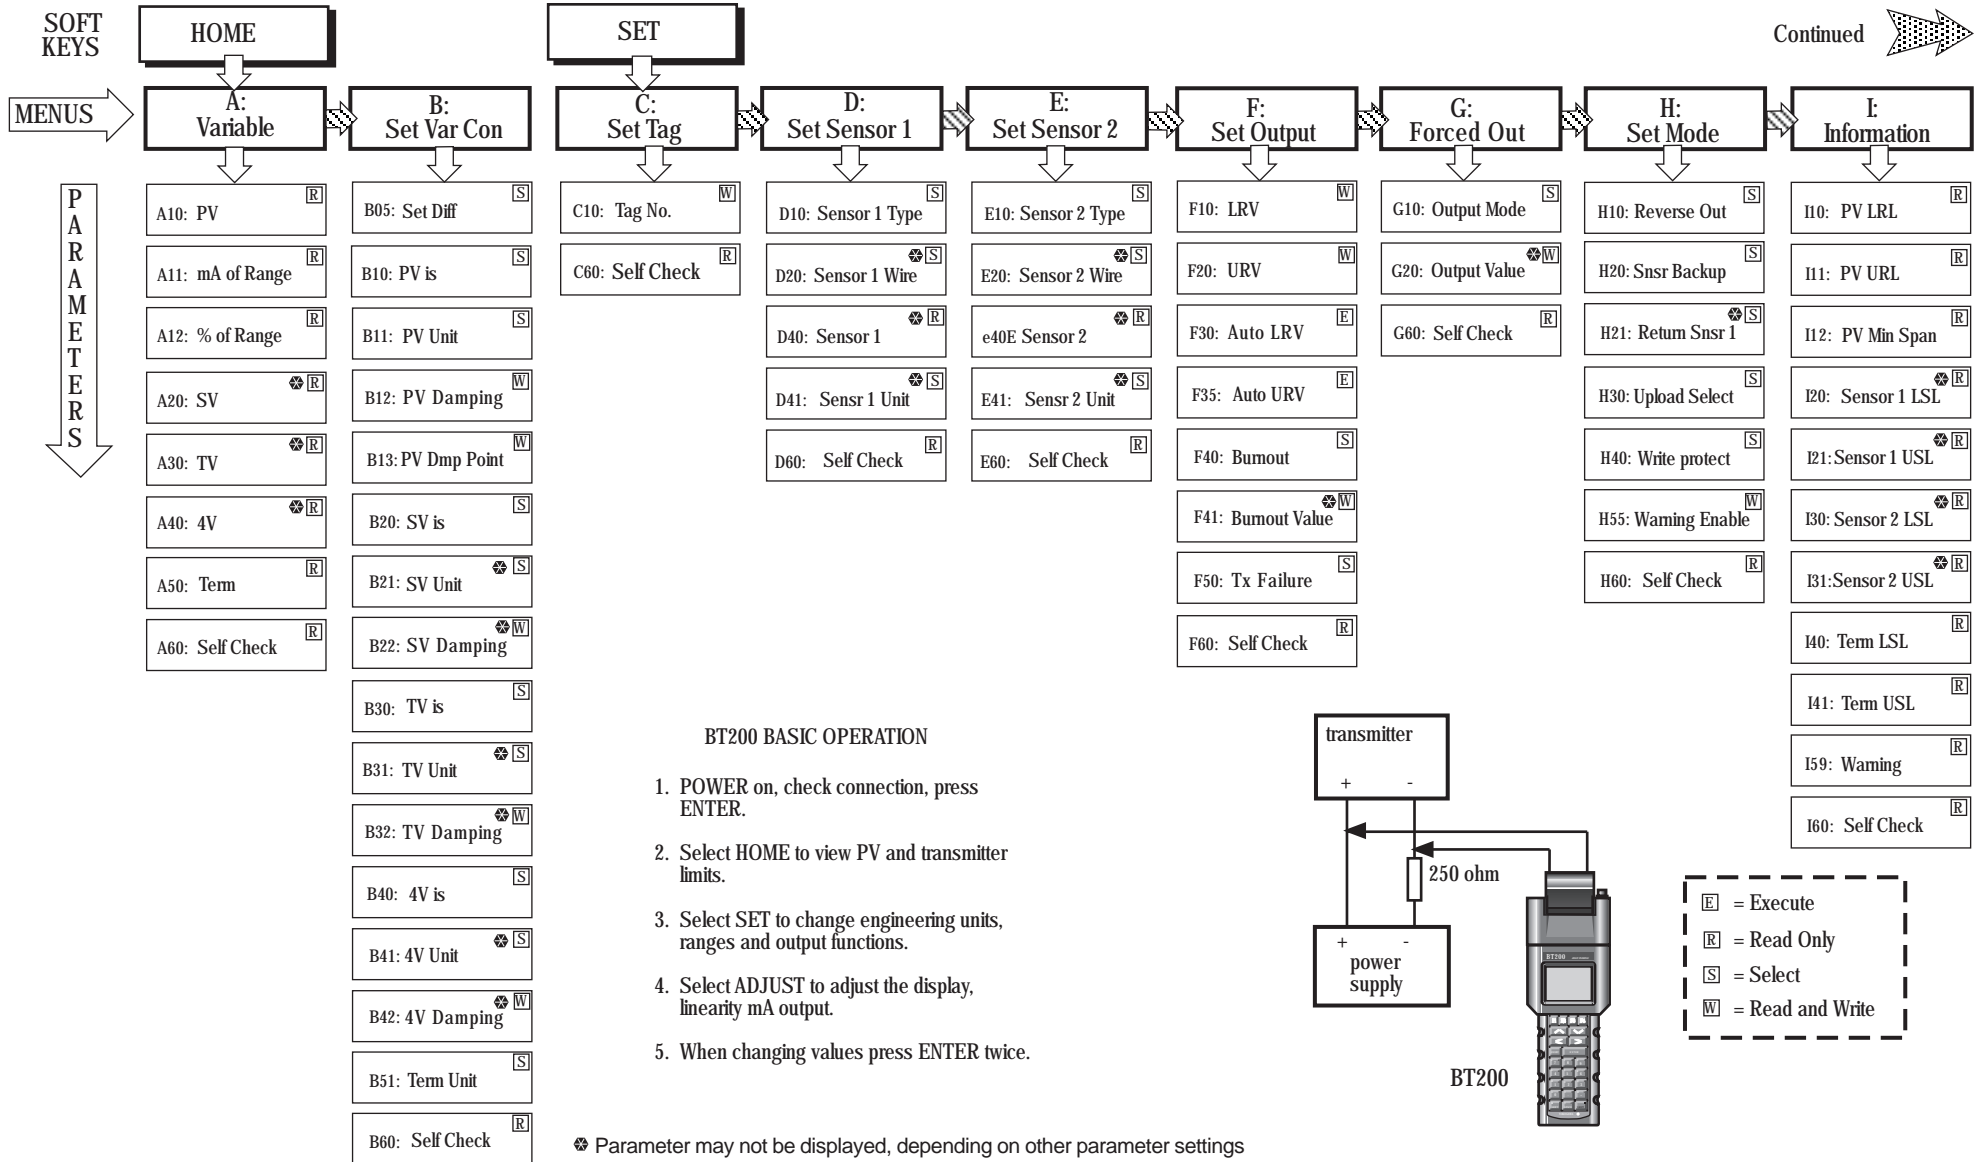 SOFT
KEYS
HOME
SET
Continued
MENUS
A:
Variable
B:
Set Var Con
C:
Set Tag
D:
Set Sensor 1
E:
Set Sensor 2
F:
Set Output
G:
Forced Out
H:
Set Mode
I:
Information
PARAMETERS
A10: PV R
A11: mA of Range R
A12: % of Range R
A20: SV R
A30: TV R
A40: 4V R
A50: Term R
A60: Self Check R
B05: Set Diff S
B10: PV is S
B11: PV Unit S
B12: PV Damping W
B13: PV Dmp Point W
B20: SV is S
B21: SV Unit S
B22: SV Damping W
B30: TV is S
B31: TV Unit S
B32: TV Damping W
B40: 4V is S
B41: 4V Unit S
B42: 4V Damping W
B51: Term Unit S
B60: Self Check R
C10: Tag No. W
C60: Self Check R
D10: Sensor 1 Type S
D20: Sensor 1 Wire S
D40: Sensor 1 R
D41: Sensr 1 Unit S
D60: Self Check R
E10: Sensor 2 Type S
E20: Sensor 2 Wire S
e40E Sensor 2 R
E41: Sensr 2 Unit S
E60: Self Check R
F10: LRV W
F20: URV W
F30: Auto LRV E
F35: Auto URV E
F40: Burnout S
F41: Burnout Value W
F50: Tx Failure S
F60: Self Check R
G10: Output Mode S
G20: Output Value W
G60: Self Check R
H10: Reverse Out S
H20: Snsr Backup S
H21: Return Snsr 1 S
H30: Upload Select S
H40: Write protect S
H55: Warning Enable W
H60: Self Check R
I10: PV LRL R
I11: PV URL R
I12: PV Min Span R
I20: Sensor 1 LSL R
I21: Sensor 1 USL R
I30: Sensor 2 LSL R
I31: Sensor 2 USL R
I40: Term LSL R
I41: Term USL R
I59: Warning R
I60: Self Check R
BT200 BASIC OPERATION
1. POWER on, check connection, press
ENTER.
2. Select HOME to view PV and transmitter
limits.
3. Select SET to change engineering units,
ranges and output functions.
4. Select ADJUST to adjust the display,
linearity mA output.
5. When changing values press ENTER twice.
transmitter
+ -
250 ohm
+ -
power
supply
BT200
BT200
E = Execute
R = Read Only
S = Select
W = Read and Write
Parameter may not be displayed, depending on other parameter settings